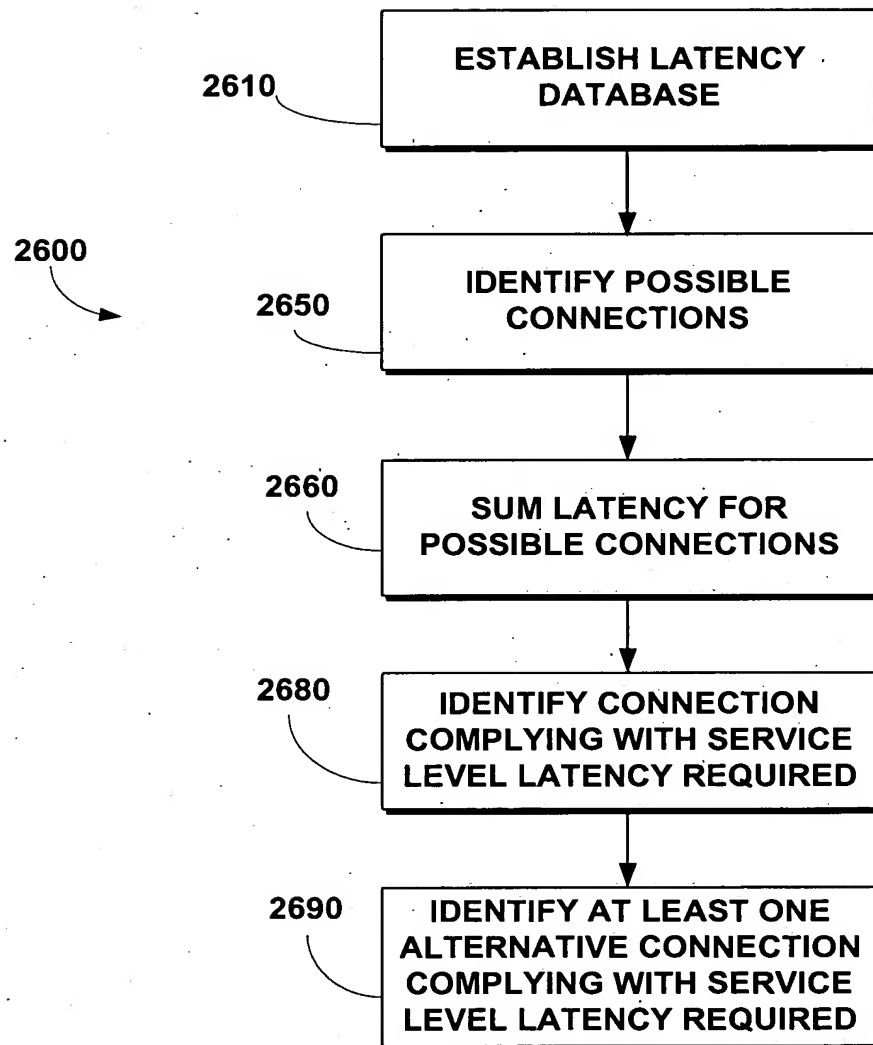 2610
ESTABLISH LATENCY
DATABASE
2600
2650
IDENTIFY POSSIBLE
CONNECTIONS
2660
SUM LATENCY FOR
POSSIBLE CONNECTIONS
2680
IDENTIFY CONNECTION
COMPLYING WITH SERVICE
LEVEL LATENCY REQUIRED
2690
IDENTIFY AT LEAST ONE
ALTERNATIVE CONNECTION
COMPLYING WITH SERVICE
LEVEL LATENCY REQUIRED